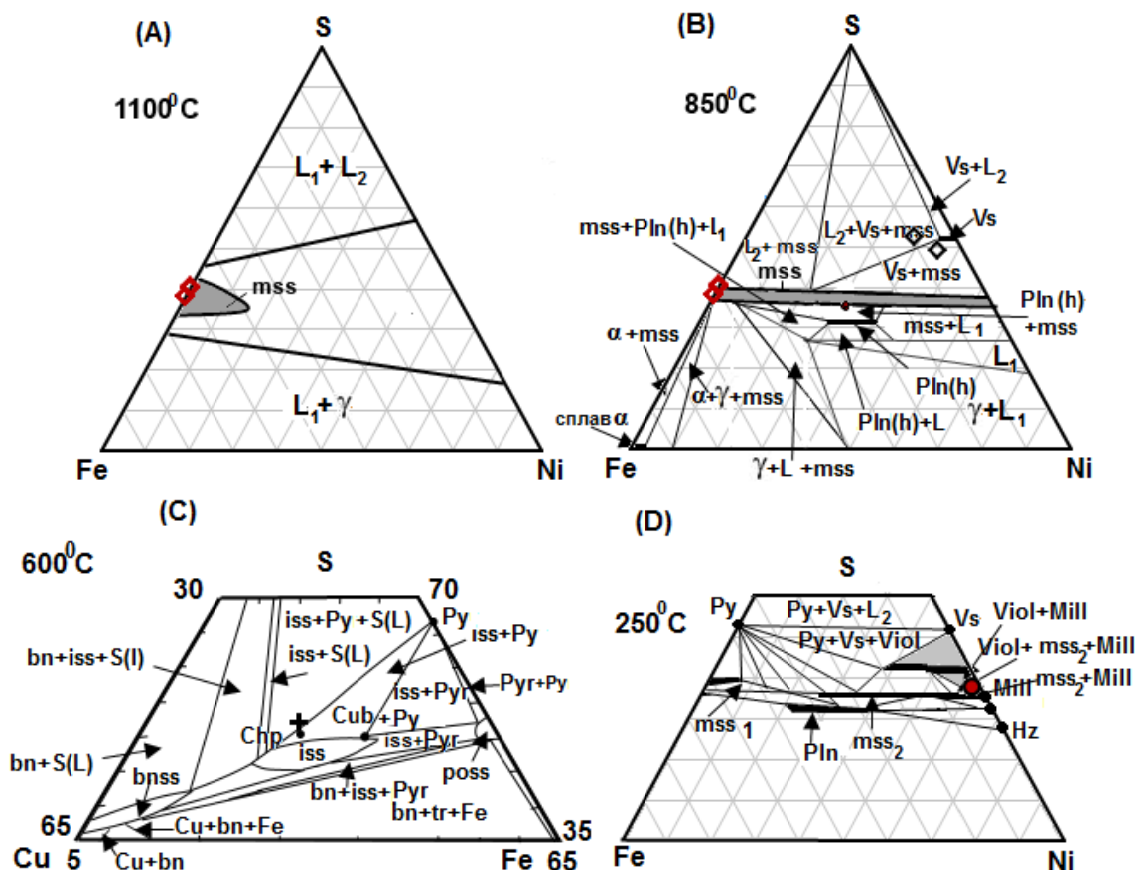 (A)
S
1100⁰C
L₁+ L₂
mss
L₁+ γ
Fe
Ni
(B)
S
850⁰C
Vs+L₂
Vs
mss+Pln(h)+L₁
L₂+Vs+mss
L₂+ mss
mss
Vs+mss
Pln(h)
+mss
mss+L₁
α +mss
L₁
Pln(h)
α+γ+mss
γ+L₁
сплав α
Pln(h)+L
Fe
γ+L +mss
Ni
(C)
600⁰C
S
30
70
iss+Py + S(L)
Py
iss+Py
bn+iss+S(l)
iss+S(L)
Pyr+Py
iss+Pyr
Chp
Cub +Py
iss
iss+Pyr
bn+S(L)
bnss
poss
bn+iss+Pyr
bn+tr+Fe
65
Cu+bn+Fe
35
Cu 5
Fe 65
Cu+bn
(D)
S
250⁰C
Py
Py+Vs+L₂
Vs
Viol+Mill
Py+Vs+Viol
Viol+ mss₂+Mill
Mill
mss₂+Mill
mss₁
Hz
Pln
mss₂
Fe
Ni